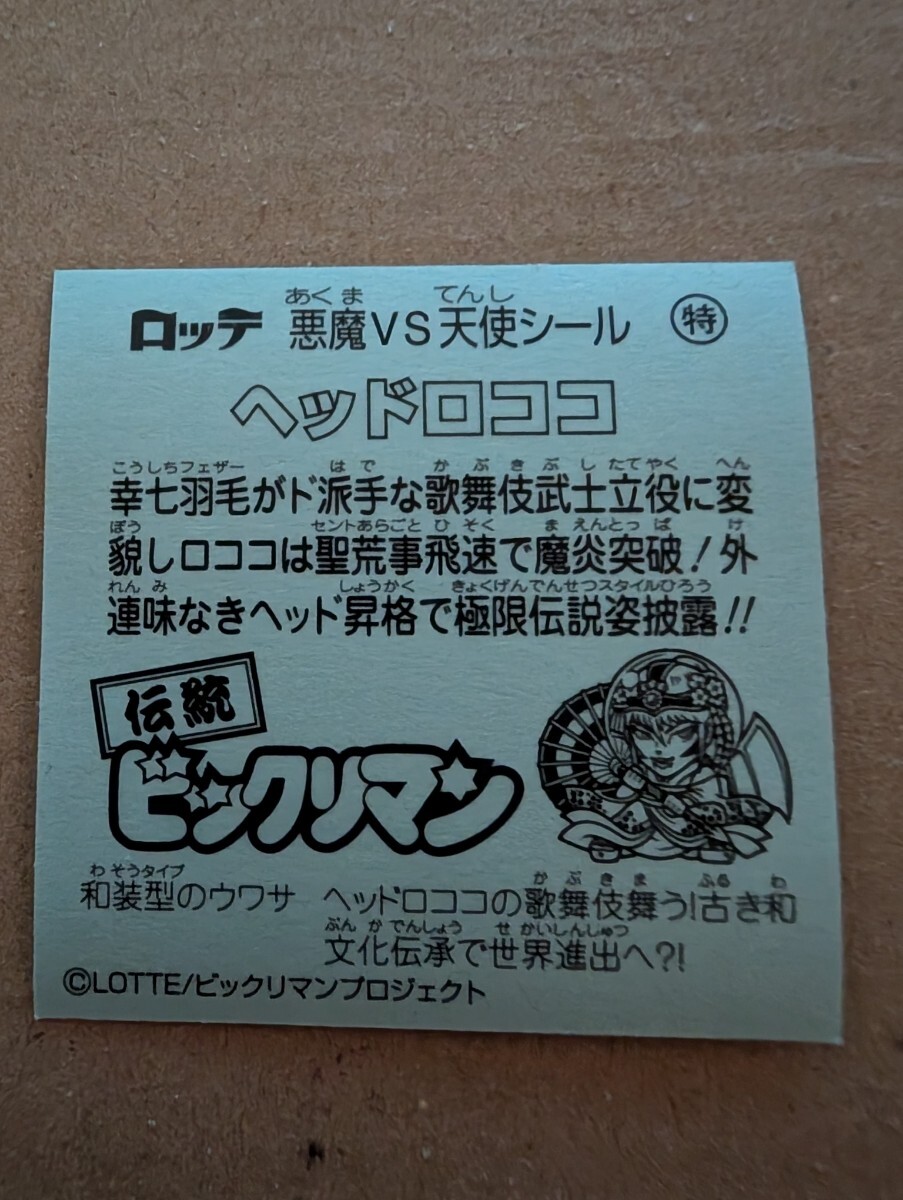 あくま てんし
ロッテ 悪魔VS天使シール 特
ヘッドロココ
こうしちフェザー はで かぶきぶしたてやく へん
幸七羽毛がド派手な歌舞伎武士立役に変
ぼう セントあらごとひそく まえんとっぱ け
貌しロココは聖荒事飛速で魔炎突破!外
れんみ しょうかく きょくげんでんせつスタイルひろう
連味なきヘッド昇格で極限伝説姿披露!!
伝統
ビックリマン
わそうタイプ かぶきま ふる わ
和装型のウワサ ヘッドロココの歌舞伎舞う!古き和
ぶんかでんしょう せかいしんしゅつ
文化伝承で世界進出へ?!
©LOTTE/ビックリマンプロジェクト